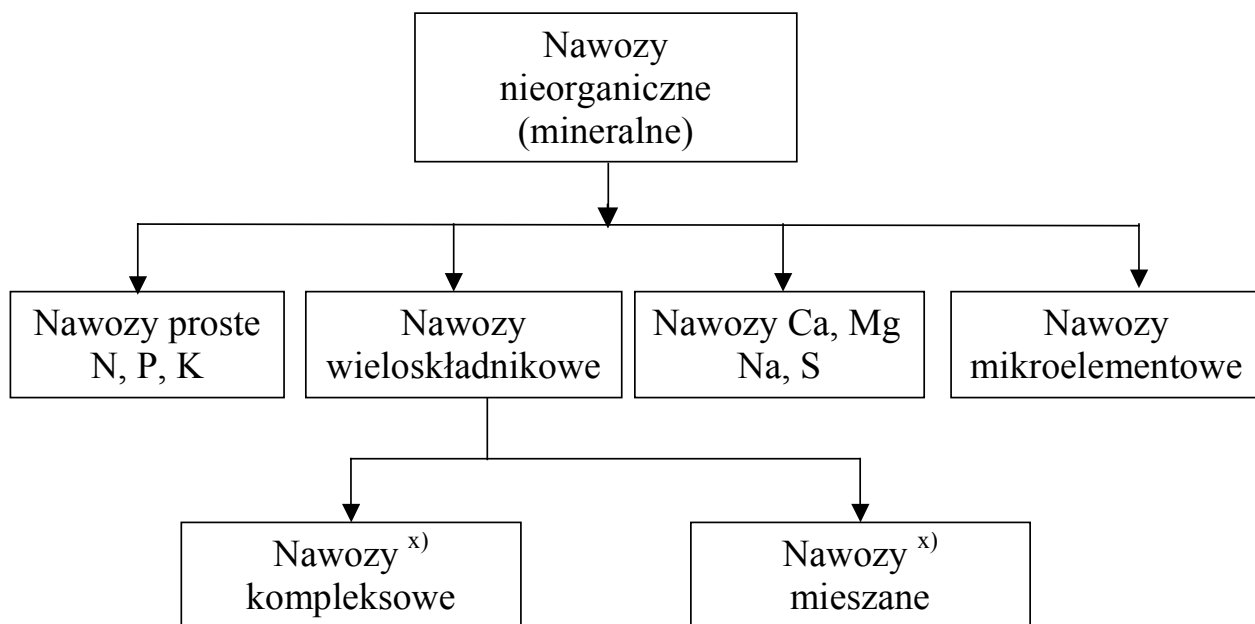 Nawozy
nieorganiczne
(mineralne)
Nawozy proste
N, P, K
Nawozy
wieloskładnikowe
Nawozy Ca, Mg
Na, S
Nawozy
mikroelementowe
Nawozy x)
kompleksowe
Nawozy x)
mieszane